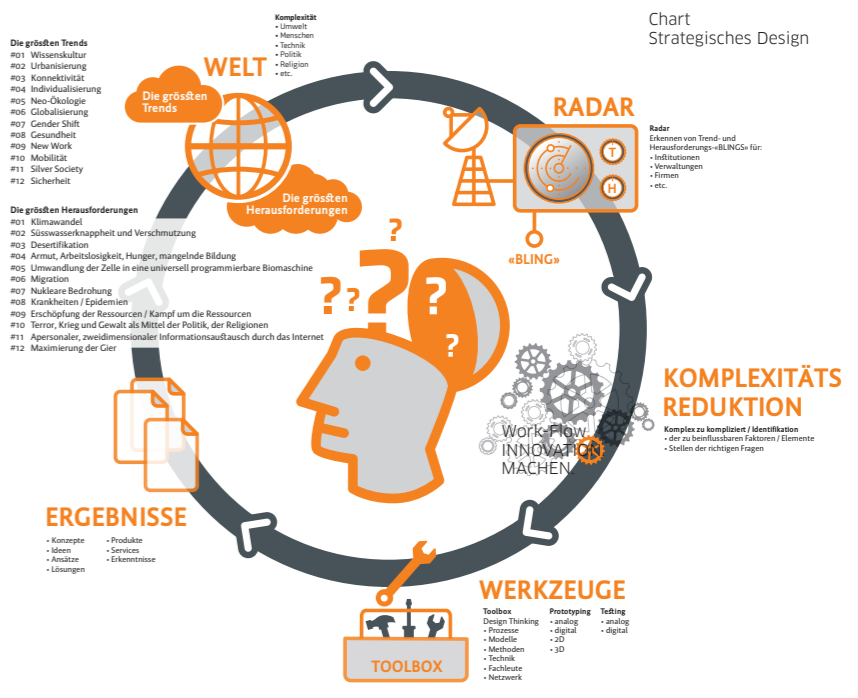 Chart
Strategisches Design
Komplexität
• Umwelt
• Menschen
• Technik
• Politik
• Religion
• etc.
WELT
Die grössten
Trends
Die grössten
Herausforderungen
Die grössten Trends
#01 Wissenskultur
#02 Urbanisierung
#03 Konnektivität
#04 Individualisierung
#05 Neo-Ökologie
#06 Globalisierung
#07 Gender Shift
#08 Gesundheit
#09 New Work
#10 Mobilität
#11 Silver Society
#12 Sicherheit
Die grössten Herausforderungen
#01 Klimawandel
#02 Süsswasserknappheit und Verschmutzung
#03 Desertifikation
#04 Armut, Arbeitslosigkeit, Hunger, mangelnde Bildung
#05 Umwandlung der Zelle in eine universell programmierbare Biomaschine
#06 Migration
#07 Nukleare Bedrohung
#08 Krankheiten / Epidemien
#09 Erschöpfung der Ressourcen / Kampf um die Ressourcen
#10 Terror, Krieg und Gewalt als Mittel der Politik, der Religionen
#11 Apersonaler, zweidimensionaler Informationsaustausch durch das Internet
#12 Maximierung der Gier
RADAR
T
H
«BLING»
Radar
Erkennen von Trend- und
Herausforderungs-«BLINGS» für:
• Institutionen
• Verwaltungen
• Firmen
• etc.
?
?
?
?
?
?
KOMPLEXITÄTS
REDUKTION
Komplex zu kompliziert / Identifikation
• der zu beinflussbaren Faktoren / Elemente
• Stellen der richtigen Fragen
Work-Flow
INNOVATION
MACHEN
WERKZEUGE
Toolbox
Design Thinking
• Prozesse
• Modelle
• Methoden
• Technik
• Fachleute
• Netzwerk
Prototyping
• analog
• digital
• 2D
• 3D
Testing
• analog
• digital
TOOLBOX
ERGEBNISSE
• Konzepte
• Ideen
• Ansätze
• Lösungen
• Produkte
• Services
• Erkenntnisse